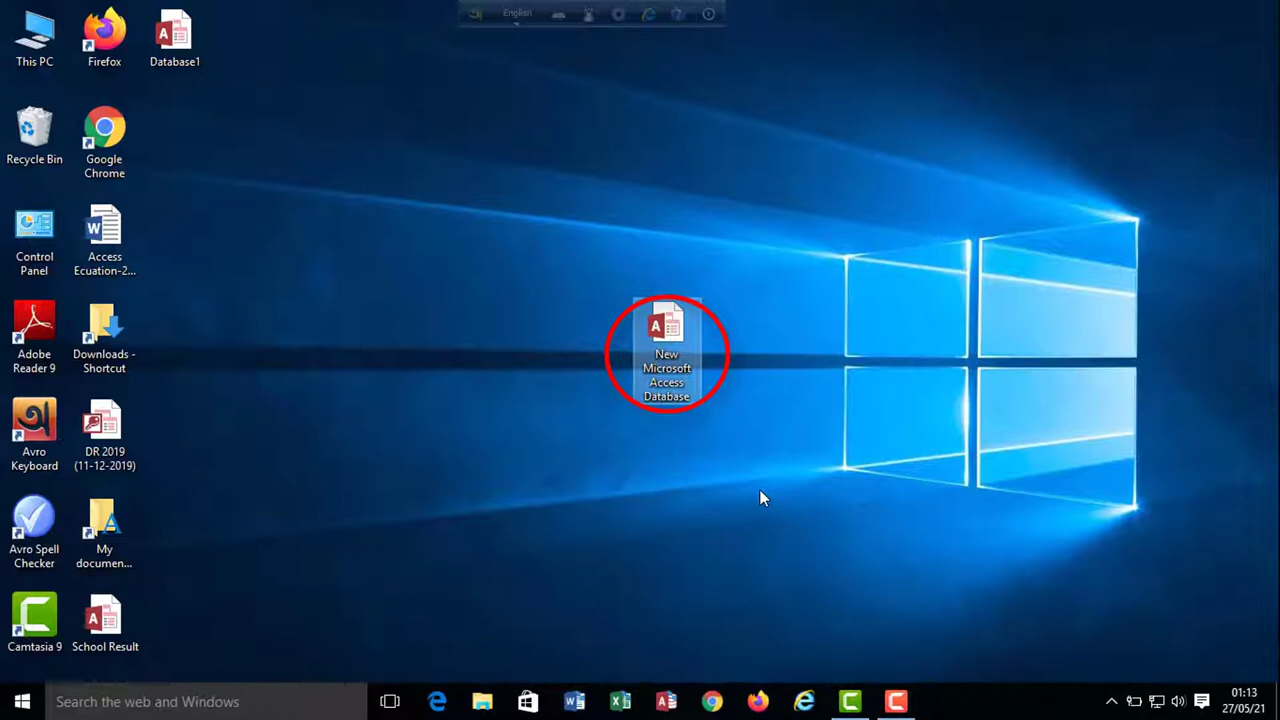 English
This PC
Firefox
Database1
Recycle Bin
Google
Chrome
Control
Panel
Access
Ecuation-2...
Adobe
Reader 9
Downloads -
Shortcut
New
Microsoft
Access
Database
অ
Avro
Keyboard
DR 2019
(11-12-2019)
Avro Spell
Checker
My
documen...
Camtasia 9
School Result
Search the web and Windows
01:13
27/05/21